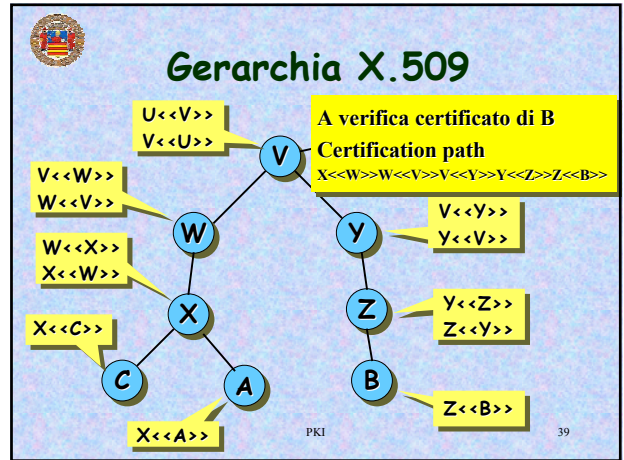 Gerarchia X.509
U<<V>>
V<<U>>
A verifica certificato di B
Certification path
X<<W>>W<<V>>V<<Y>>Y<<Z>>Z<<B>>
V
V<<W>>
W<<V>>
V<<Y>>
Y<<V>>
W
Y
W<<X>>
X<<W>>
Y<<Z>>
Z<<Y>>
X
Z
X<<C>>
C
A
B
Z<<B>>
X<<A>>
PKI
39